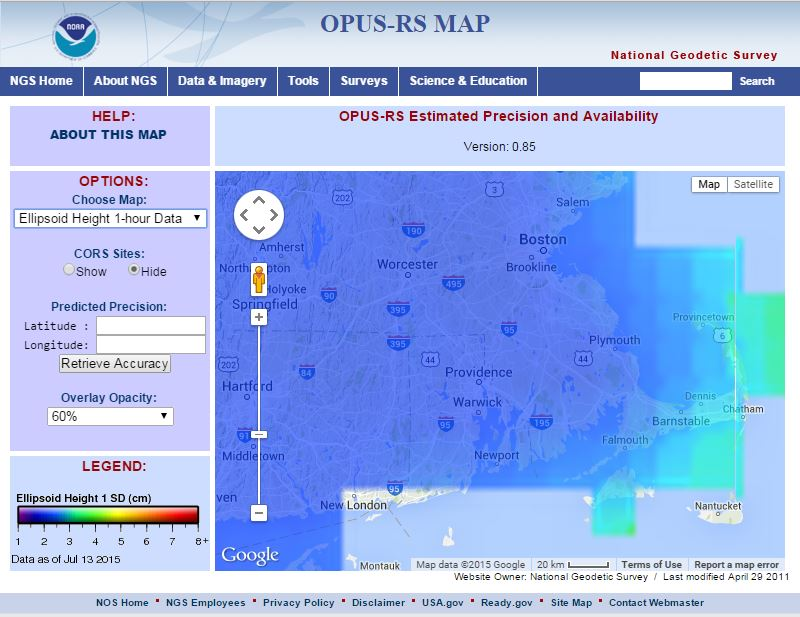 NOAA
OPUS-RS MAP
National Geodetic Survey
NGS Home About NGS Data & Imagery Tools Surveys Science & Education Search
HELP:
ABOUT THIS MAP
OPUS-RS Estimated Precision and Availability
Version: 0.85
OPTIONS:
Choose Map:
Ellipsoid Height 1-hour Data
CORS Sites:
Show Hide
Predicted Precision:
Latitude :
Longitude:
Retrieve Accuracy
Overlay Opacity:
60%
LEGEND:
Ellipsoid Height 1 SD (cm)
1 2 3 4 5 6 7 8+
Data as of Jul 13 2015
Map Satellite
202
3
Salem
190
Boston
Amherst
Worcester
Brookline
Northampton
495
Holyoke
90
Springfield
395
Provincetown
95
6
395
Plymouth
202
44
44
84
Providence
Hartford
Dennis
Warwick
Chatham
95
195
Barnstable
91
Falmouth
Middletown
Newport
95
ven
New London
Nantucket
Montauk
Google
Map data ©2015 Google 20 km Terms of Use Report a map error
Website Owner: National Geodetic Survey / Last modified April 29 2011
NOS Home NGS Employees Privacy Policy Disclaimer USA.gov Ready.gov Site Map Contact Webmaster